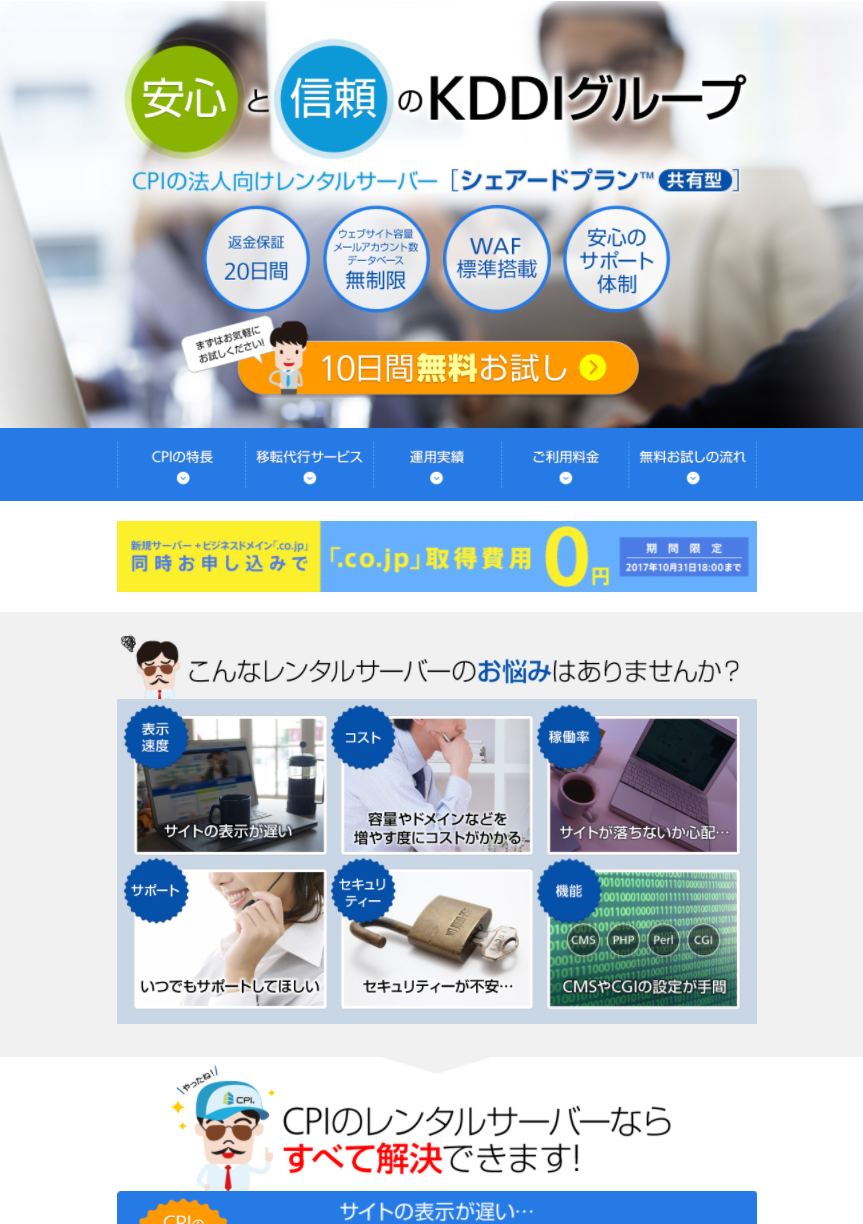 安心と信頼のKDDIグループ
CPIの法人向けレンタルサーバー［シェアードプラン™ 共有型］
返金保証
20日間
ウェブサイト容量
メールアカウント数
データベース
無制限
WAF
標準搭載
安心の
サポート
体制
まずはお気軽に
お試しください!
10日間無料お試し
CPIの特長
移転代行サービス
運用実績
ご利用料金
無料お試しの流れ
新規サーバー＋ビジネスドメイン「.co.jp」
同時お申し込みで
「.co.jp」取得費用0円
期間限定
2017年10月31日18:00まで
こんなレンタルサーバーのお悩みはありませんか？
表示
速度
サイトの表示が遅い
コスト
容量やドメインなどを
増やす度にコストがかかる
稼働率
サイトが落ちないか心配…
サポート
いつでもサポートしてほしい
セキュリ
ティー
セキュリティーが不安…
機能
CMS PHP Perl CGI
CMSやCGIの設定が手間
やったね!
CPI
CPIのレンタルサーバーなら
すべて解決できます!
サイトの表示が遅い…
CPIの